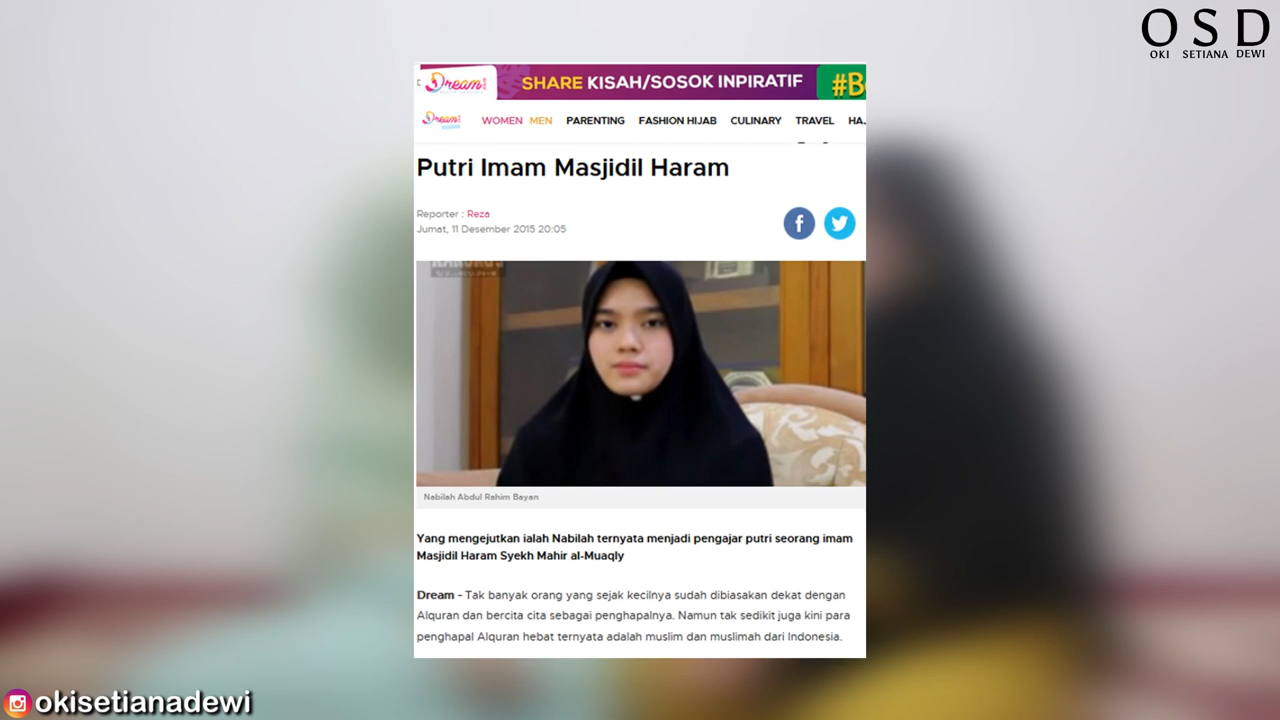 OSD
OKI SETIANA DEWI
Dream
SHARE KISAH/SOSOK INPIRATIF
#B
Dream
WOMEN MEN PARENTING FASHION HIJAB CULINARY TRAVEL HAJ
Putri Imam Masjidil Haram
Reporter : Reza
Jumat, 11 Desember 2015 20:05
Nabilah Abdul Rahim Bayan
Yang mengejutkan ialah Nabilah ternyata menjadi pengajar putri seorang imam
Masjidil Haram Syekh Mahir al-Muaqly
Dream - Tak banyak orang yang sejak kecilnya sudah dibiasakan dekat dengan
Alquran dan bercita cita sebagai penghapalnya. Namun tak sedikit juga kini para
penghapal Alquran hebat ternyata adalah muslim dan muslimah dari Indonesia.
okisetianadewi